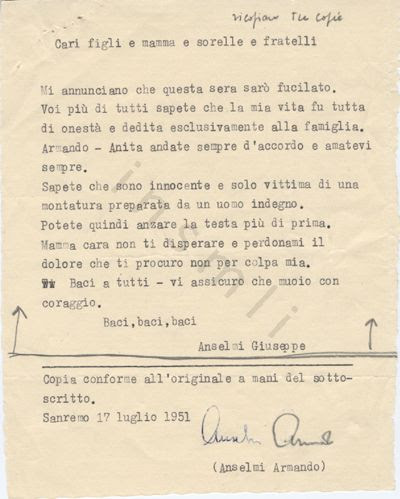 ricopiare tre copie
Cari figli e mamma e sorelle e fratelli
Mi annunciano che questa sera sarò fucilato.
Voi più di tutti sapete che la mia vita fu tutta
di onestà e dedita esclusivamente alla famiglia.
Armando - Anita andate sempre d'accordo e amatevi
sempre.
Sapete che sono innocente e solo vittima di una
montatura preparata da un uomo indegno.
Potete quindi anzare la testa più di prima.
Mamma cara non ti disperare e perdonami il
dolore che ti procuro non per colpa mia.
Baci a tutti - vi assicuro che muoio con
coraggio.
Baci,baci,baci
Anselmi Giuseppe
Copia conforme all'originale a mani del sotto-
scritto.
Sanremo 17 luglio 1951
Anselmi Armando
(Anselmi Armando)
insmli